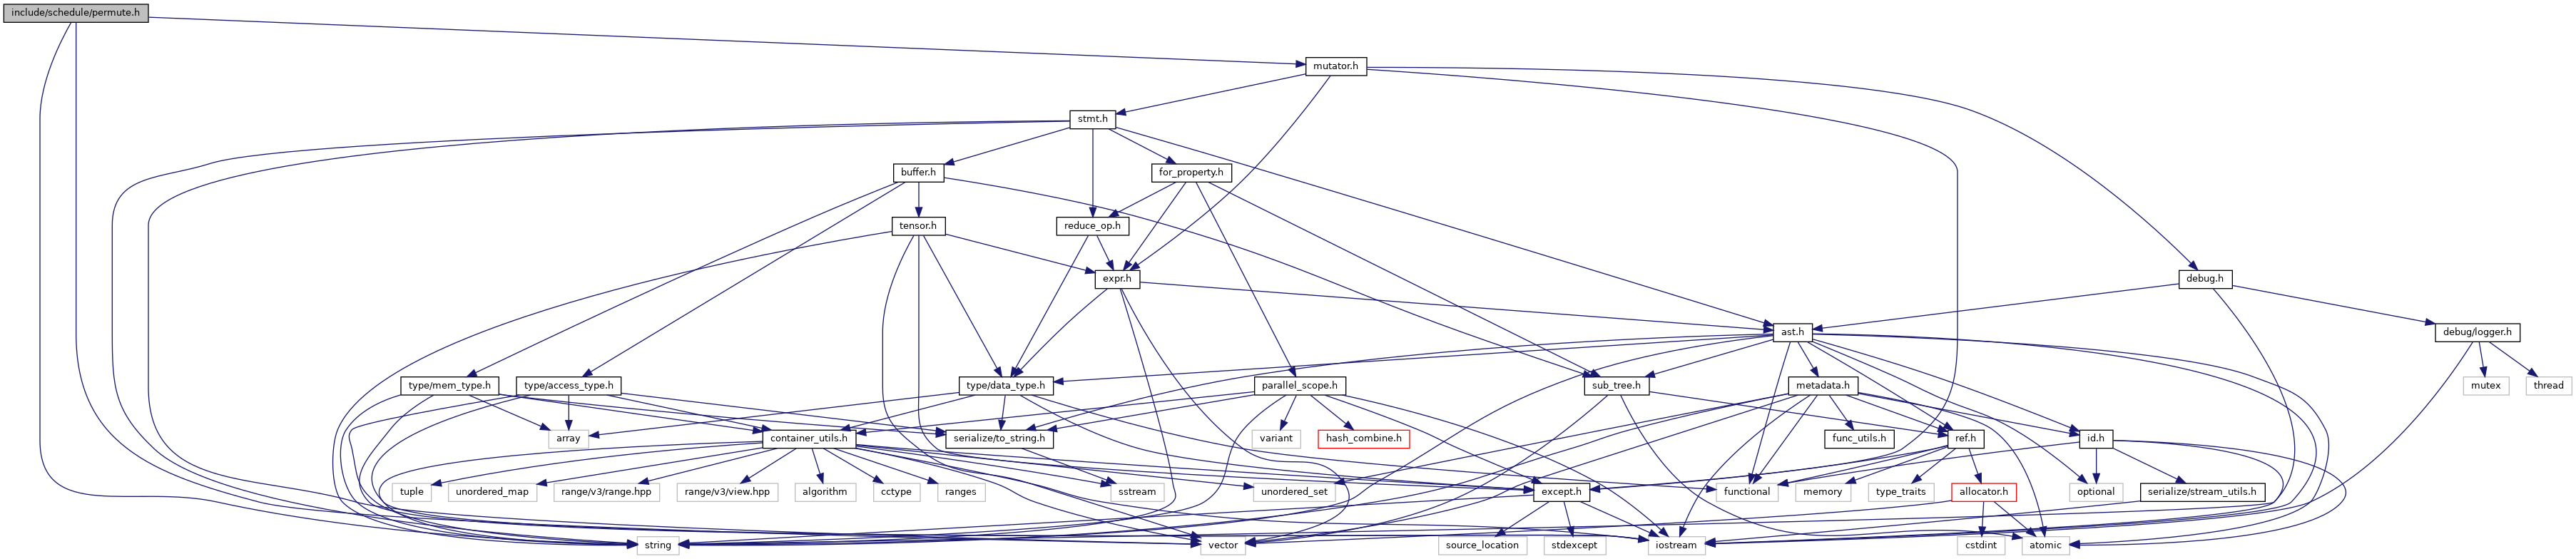 include/schedule/permute.h
mutator.h
stmt.h
buffer.h
for_property.h
tensor.h
reduce_op.h
expr.h
debug.h
ast.h
debug/logger.h
type/mem_type.h
type/access_type.h
type/data_type.h
parallel_scope.h
sub_tree.h
metadata.h
mutex
thread
array
container_utils.h
serialize/to_string.h
variant
hash_combine.h
func_utils.h
ref.h
id.h
tuple
unordered_map
range/v3/range.hpp
range/v3/view.hpp
algorithm
cctype
ranges
sstream
unordered_set
except.h
functional
memory
type_traits
allocator.h
optional
serialize/stream_utils.h
string
vector
source_location
stdexcept
iostream
cstdint
atomic